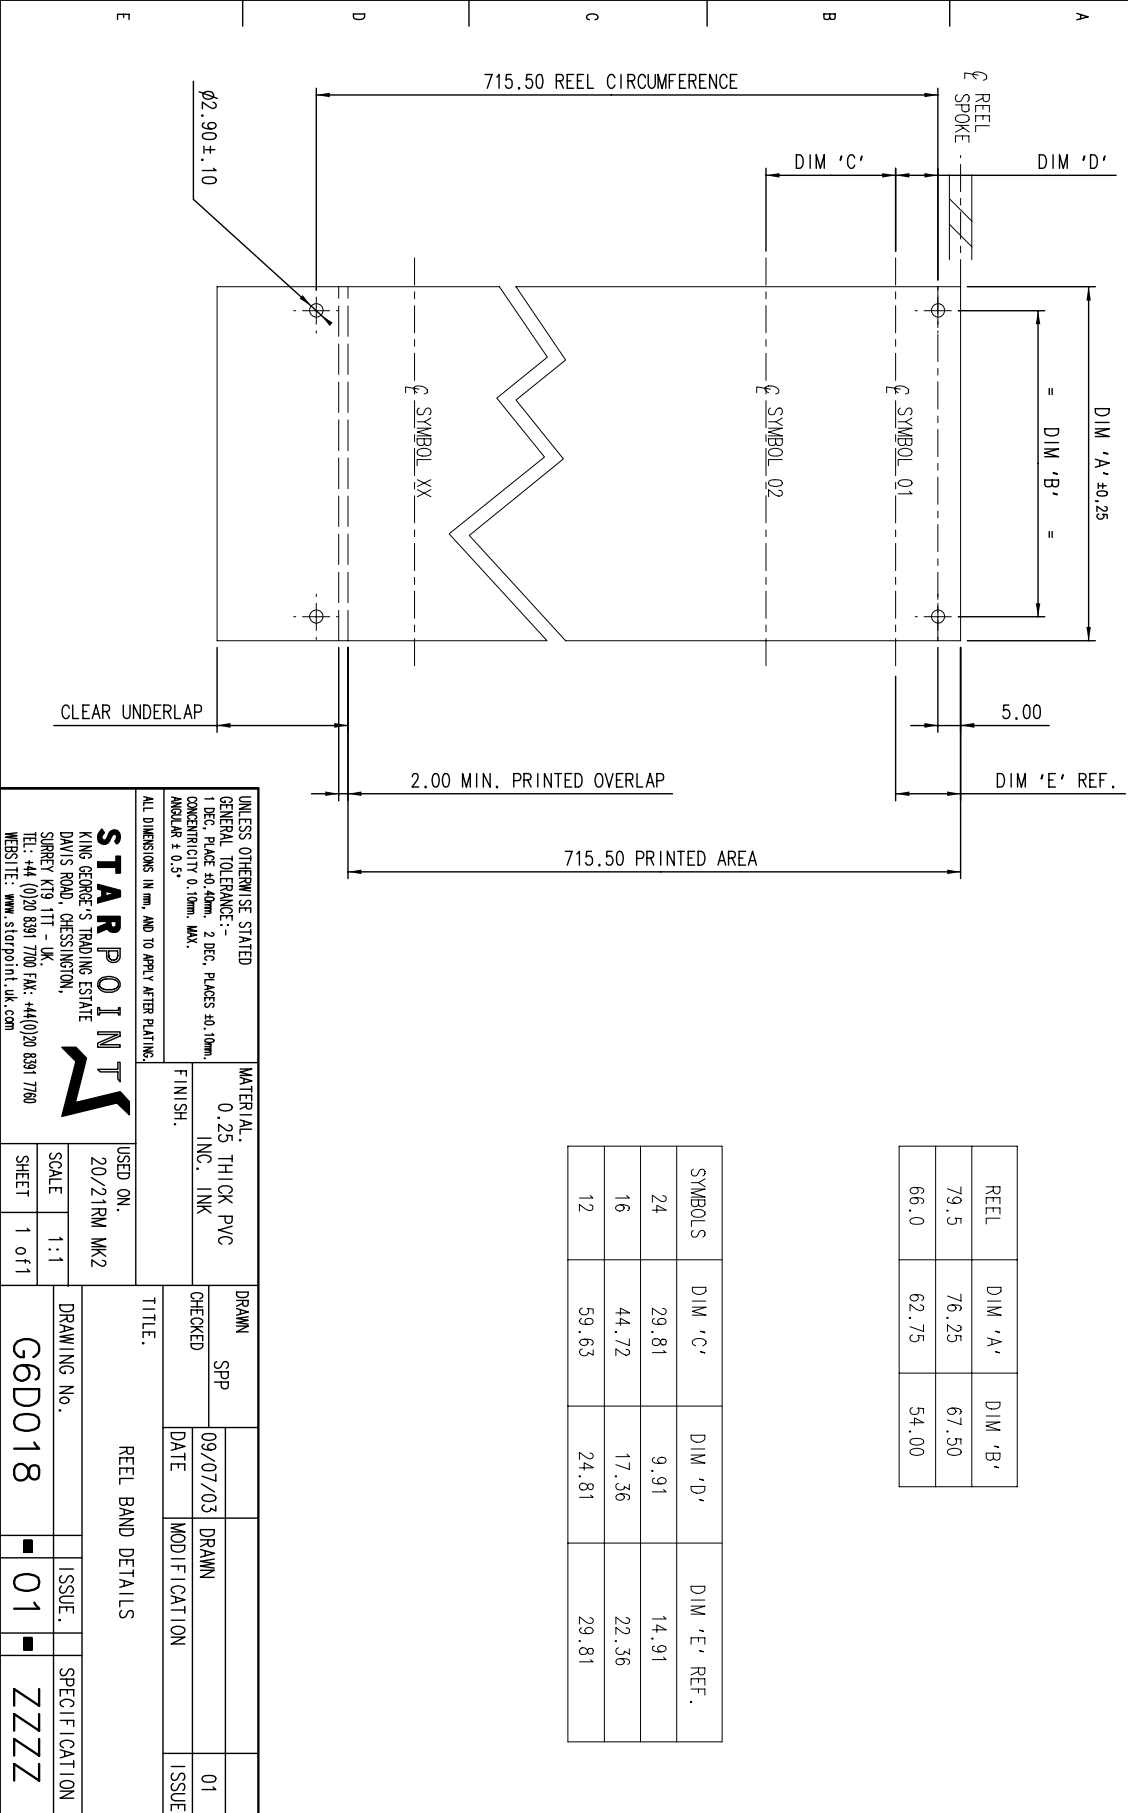 E
D
C
B
A
715.50 REEL CIRCUMFERENCE
℄ REEL
SPOKE
Ø2.90±.10
DIM 'C'
DIM 'D'
DIM 'A' ±0,25
= DIM 'B' =
℄ SYMBOL XX
℄ SYMBOL 02
℄ SYMBOL 01
CLEAR UNDERLAP
5.00
2.00 MIN. PRINTED OVERLAP
DIM 'E' REF.
715.50 PRINTED AREA
REEL DIM 'A' DIM 'B'
79.5 76.25 67.50
66.0 62.75 54.00
SYMBOLS DIM 'C' DIM 'D' DIM 'E' REF.
24 29.81 9.91 14.91
16 44.72 17.36 22.36
12 59.63 24.81 29.81
UNLESS OTHERWISE STATED
GENERAL TOLERANCE:-
1 DEC, PLACE ±0.40mm, 2 DEC, PLACES ±0.10mm,
CONCENTRICITY 0.10mm. MAX.
ANGULAR ± 0.5°
ALL DIMENSIONS IN mm, AND TO APPLY AFTER PLATING.
STARPOINT
KING GEORGE'S TRADING ESTATE
DAVIS ROAD, CHESSINGTON,
SURREY KT9 1TT - UK.
TEL: +44 (0)20 8391 7700 FAX: +44(0)20 8391 7760
WEBSITE: www.starpoint.uk.com
MATERIAL.
0.25 THICK PVC
INC. INK
FINISH.
USED ON.
20/21RM MK2
SCALE 1:1
SHEET 1 of1
DRAWN SPP
CHECKED
09/07/03 DRAWN 01
DATE MODIFICATION ISSUE
TITLE.
REEL BAND DETAILS
DRAWING No. ISSUE. SPECIFICATION
G6D018 - 01 - ZZZZ